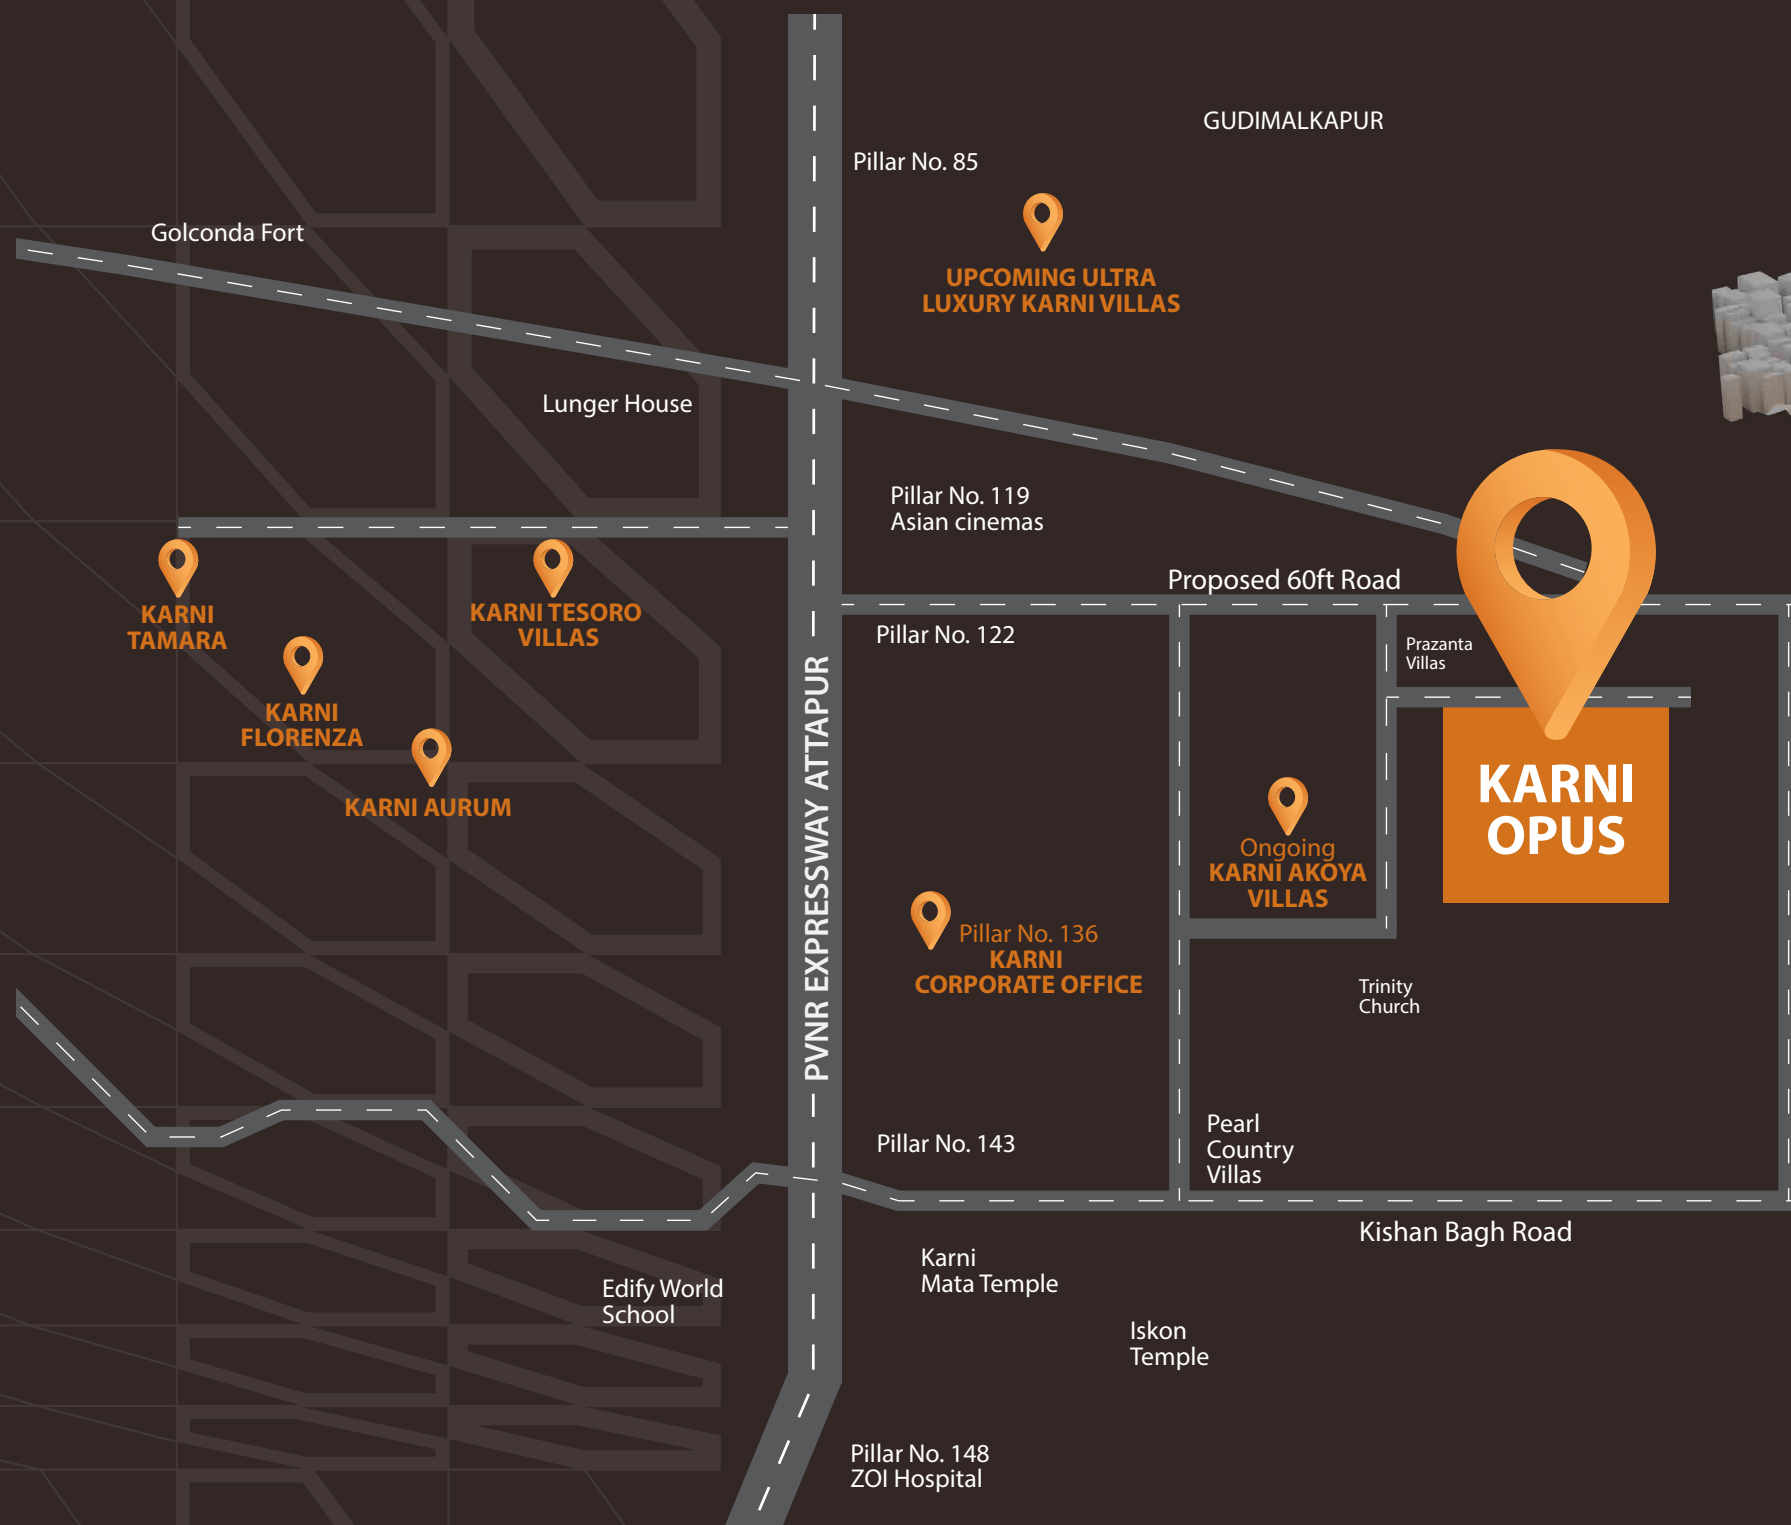 GUDIMALKAPUR
Pillar No. 85
Golconda Fort
UPCOMING ULTRA
LUXURY KARNI VILLAS
Lunger House
Pillar No. 119
Asian cinemas
Proposed 60ft Road
KARNI
TAMARA
KARNI TESORO
VILLAS
Pillar No. 122
Prazanta
Villas
KARNI
FLORENZA
KARNI AURUM
PVNR EXPRESSWAY ATTAPUR
KARNI
OPUS
Ongoing
KARNI AKOYA
VILLAS
Pillar No. 136
KARNI
CORPORATE OFFICE
Trinity
Church
Pillar No. 143
Pearl
Country
Villas
Kishan Bagh Road
Karni
Mata Temple
Edify World
School
Iskon
Temple
Pillar No. 148
ZOI Hospital